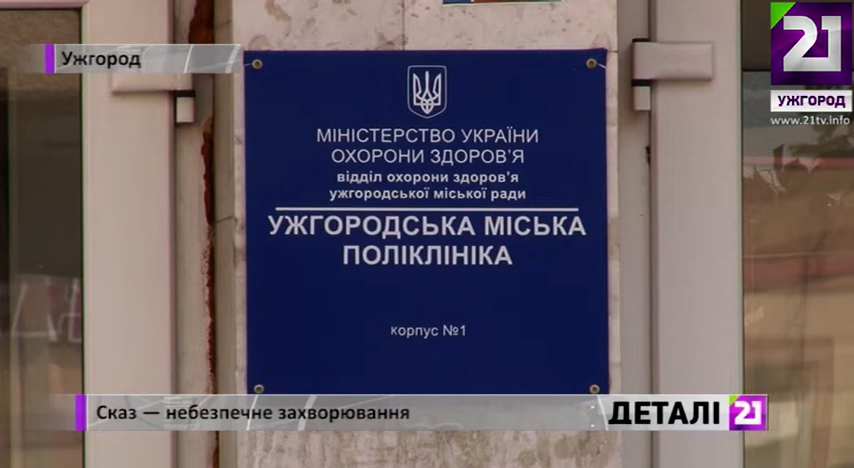 Ужгород
21
УЖГОРОД
www.21tv.info
МІНІСТЕРСТВО УКРАЇНИ
ОХОРОНИ ЗДОРОВ'Я
відділ охорони здоров'я
ужгородської міської ради
УЖГОРОДСЬКА МІСЬКА
ПОЛІКЛІНІКА
корпус №1
Сказ — небезпечне захворювання
ДЕТАЛІ 21